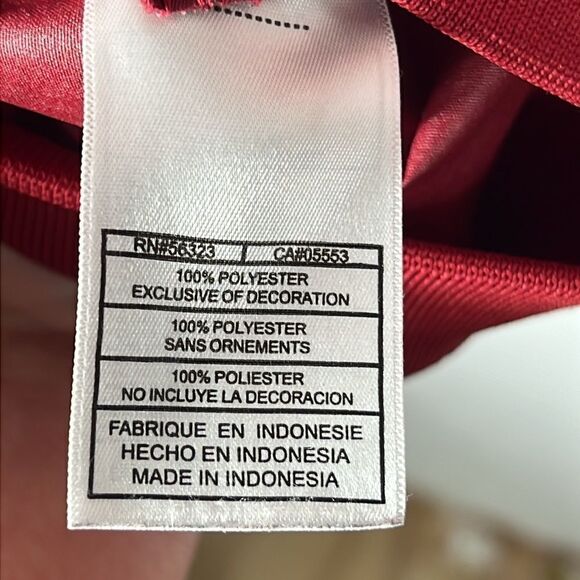 RN#56323 CA#05553
100% POLYESTER
EXCLUSIVE OF DECORATION
100% POLYESTER
SANS ORNEMENTS
100% POLIESTER
NO INCLUYE LA DECORACION
FABRIQUE EN INDONESIE
HECHO EN INDONESIA
MADE IN INDONESIA